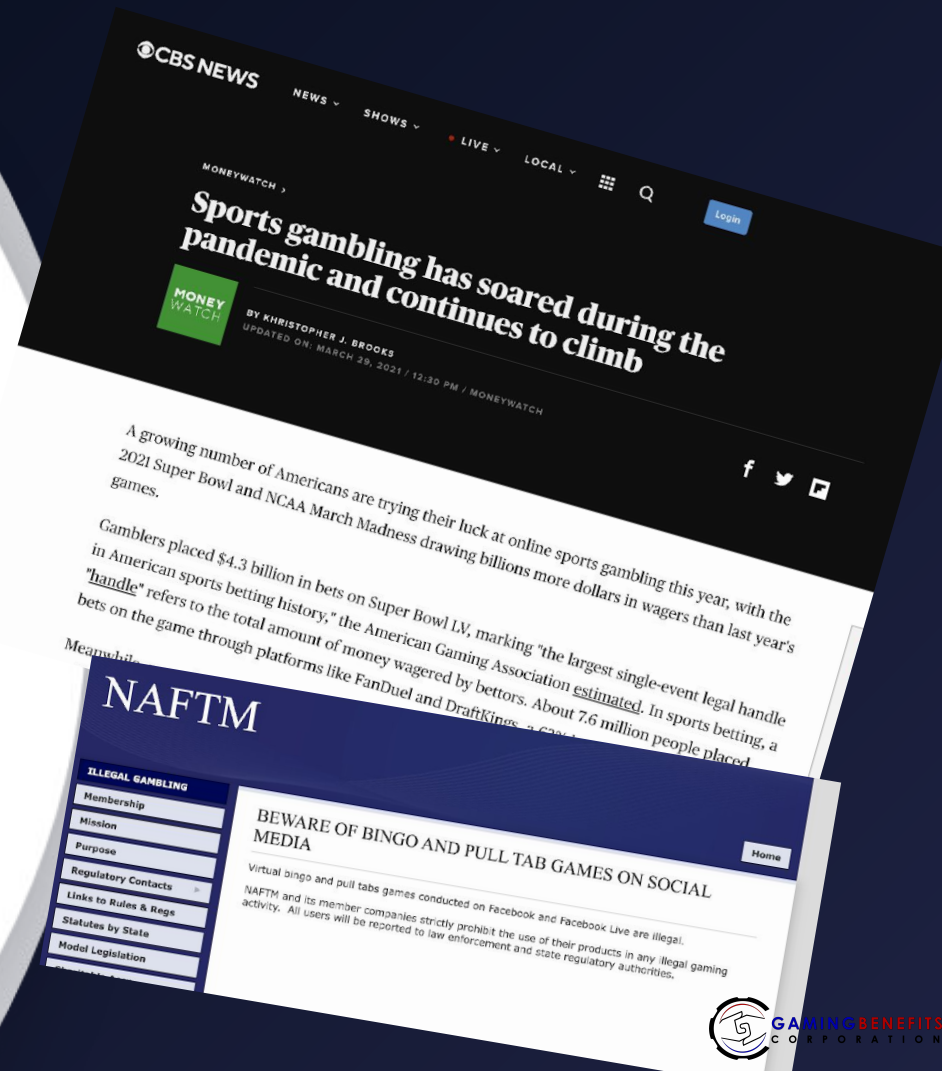 CBS NEWS
NEWS
SHOWS
LIVE
LOCAL
Login
MONEYWATCH >
Sports gambling has soared during the
pandemic and continues to climb
MONEY
WATCH
BY KHRISTOPHER J. BROOKS
UPDATED ON: MARCH 29, 2021 / 12:30 PM / MONEYWATCH
A growing number of Americans are trying their luck at online sports gambling this year, with the
2021 Super Bowl and NCAA March Madness drawing billions more dollars in wagers than last year's
games.
Gamblers placed $4.3 billion in bets on Super Bowl LV, marking "the largest single-event legal handle
in American sports betting history," the American Gaming Association estimated. In sports betting, a
"handle" refers to the total amount of money wagered by bettors. About 7.6 million people placed
bets on the game through platforms like FanDuel and DraftKings, a
Meanwhile
NAFTM
ILLEGAL GAMBLING
Membership
Mission
Purpose
Regulatory Contacts
Links to Rules & Regs
Statutes by State
Model Legislation
Home
BEWARE OF BINGO AND PULL TAB GAMES ON SOCIAL
MEDIA
Virtual bingo and pull tabs games conducted on Facebook and Facebook Live are illegal.
NAFTM and its member companies strictly prohibit the use of their products in any illegal gaming
activity. All users will be reported to law enforcement and state regulatory authorities.
GAMINGBENEFITS
CORPORATION